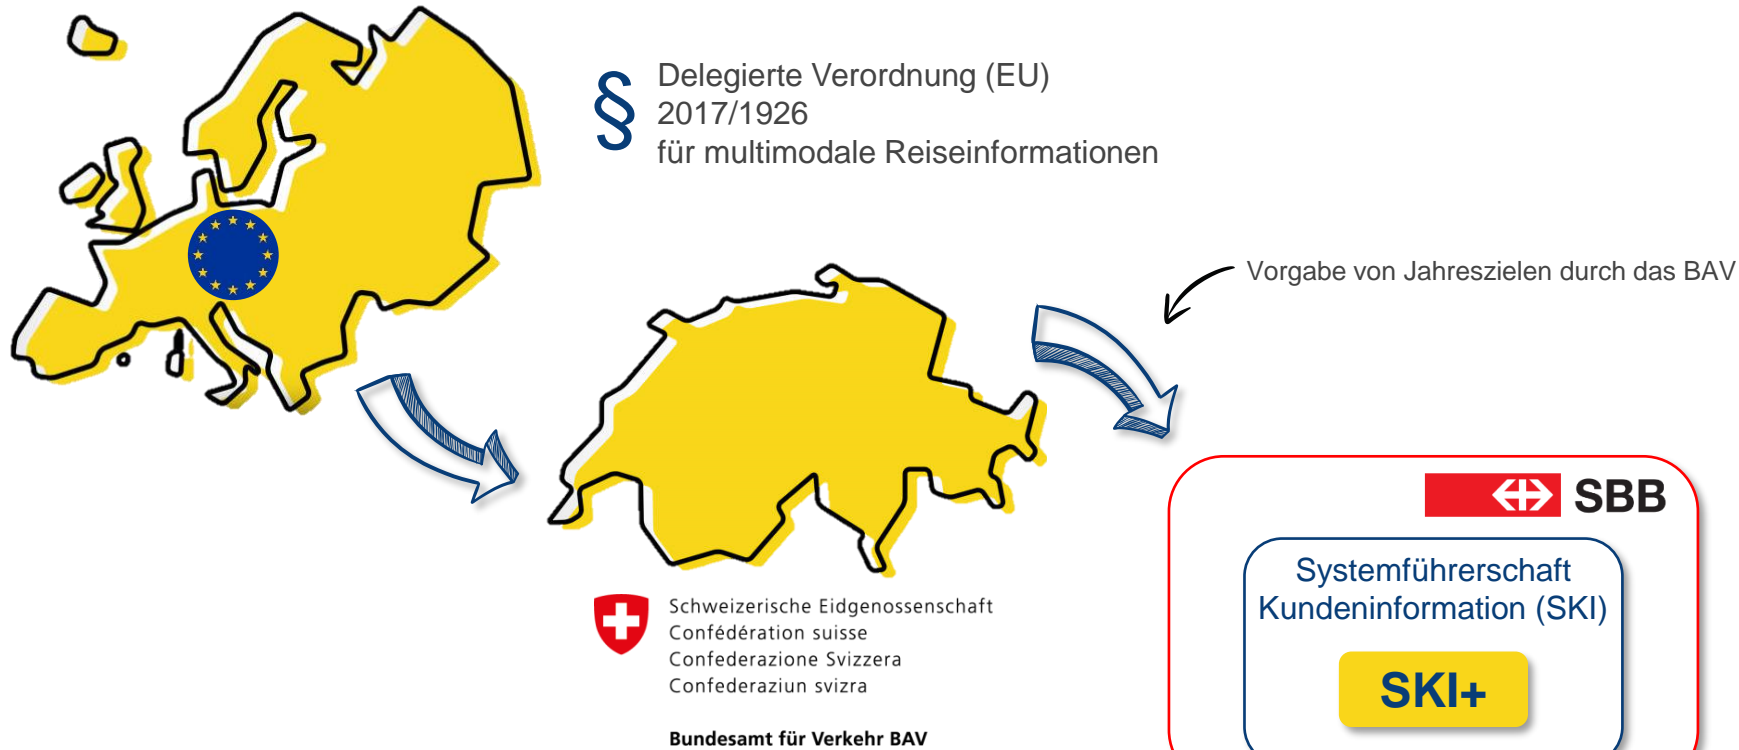 §
Delegierte Verordnung (EU)
2017/1926
für multimodale Reiseinformationen
Vorgabe von Jahreszielen durch das BAV
SBB
Systemführerschaft
Kundeninformation (SKI)
SKI+
Schweizerische Eidgenossenschaft
Confédération suisse
Confederazione Svizzera
Confederaziun svizra
Bundesamt für Verkehr BAV